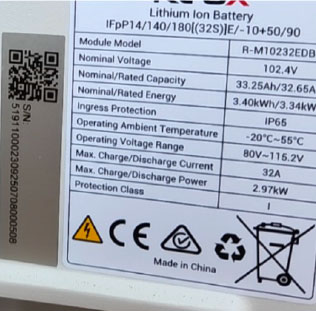 Lithium Ion Battery
IFpP14/140/180[(32S)]E/-10+50/90
Module Model R-M10232EDB
Nominal Voltage 102.4V
Nominal/Rated Capacity 33.25Ah/32.65A
Nominal/Rated Energy 3.40kWh/3.34kW
Ingress Protection IP65
Operating Ambient Temperature -20℃~55℃
Operating Voltage Range 80V~115.2V
Max. Charge/Discharge Current 32A
Max. Charge/Discharge Power 2.97kW
Protection Class I
CE
Made in China
S/N